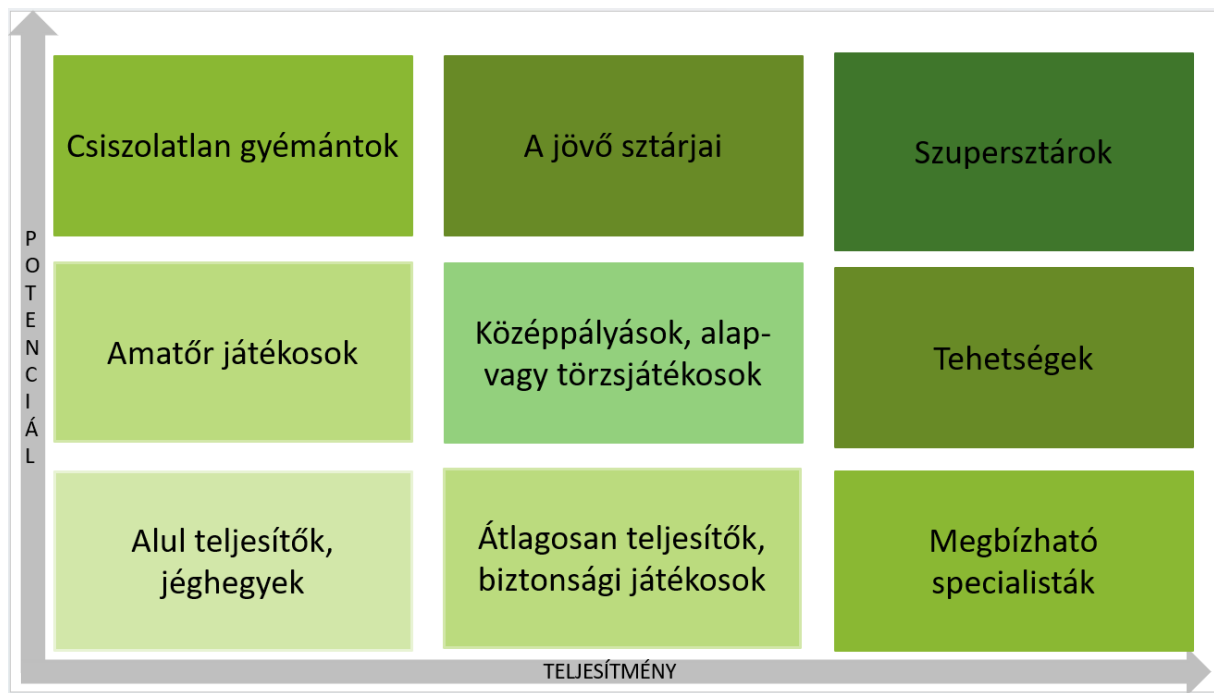 Csiszolatlan gyémántok
A jövő sztárjai
Szupersztárok
POTENCIÁL
Amatőr játékosok
Középpályások, alap-
vagy törzsjátékosok
Tehetségek
Alul teljesítők,
jéghegyek
Átlagosan teljesítők,
biztonsági játékosok
Megbízható
specialisták
TELJESÍTMÉNY